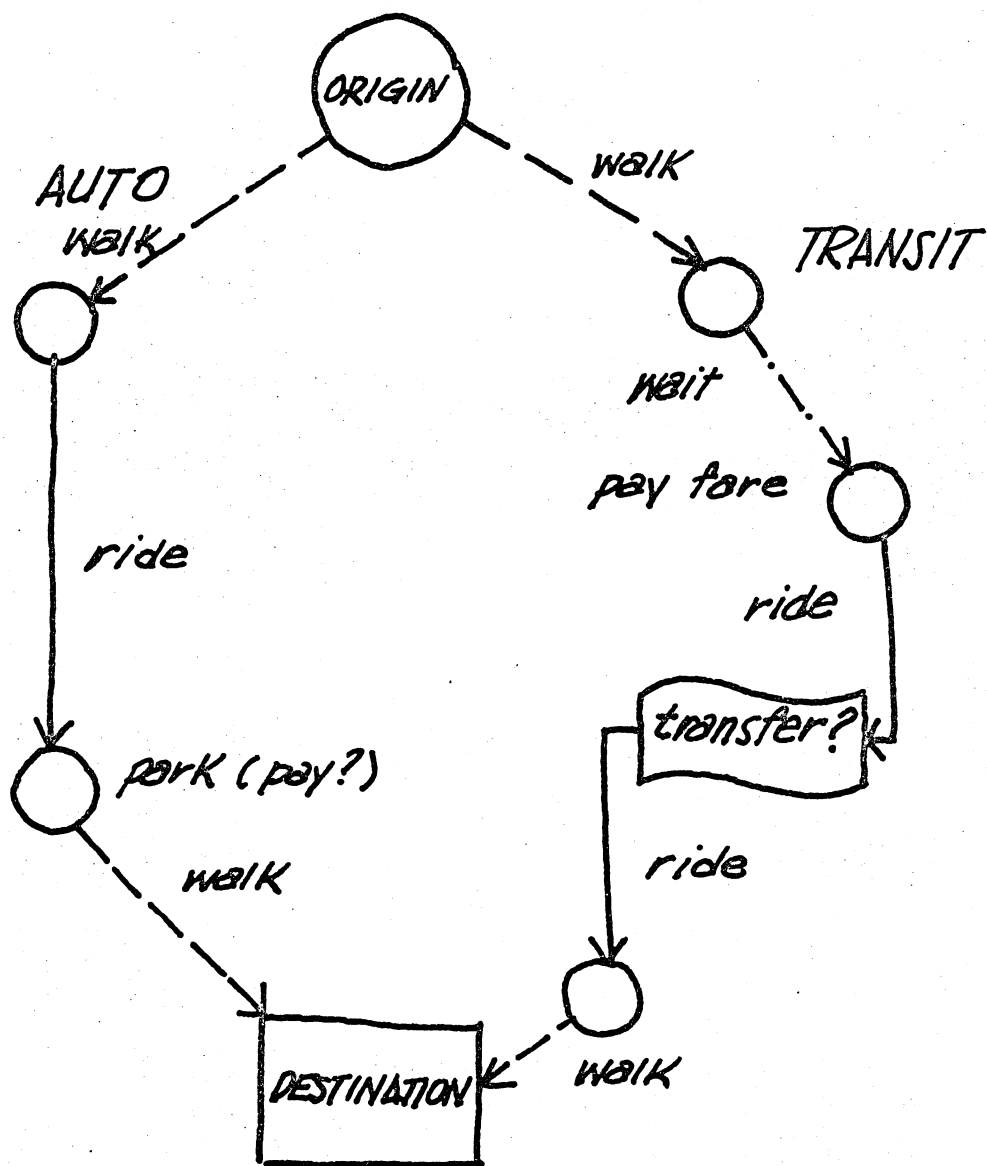 ORIGIN
AUTO
walk
walk
TRANSIT
wait
pay fare
ride
ride
transfer?
park (pay?)
ride
walk
walk
DESTINATION